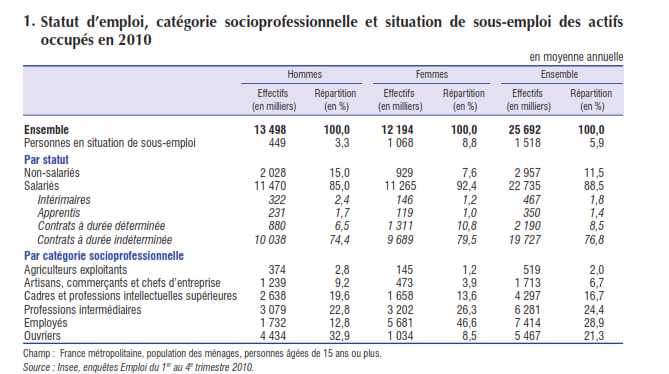 1. Statut d'emploi, catégorie socioprofessionnelle et situation de sous-emploi des actifs
occupés en 2010
en moyenne annuelle
Hommes Femmes Ensemble
Effectifs Répartition Effectifs Répartition Effectifs Répartition
(en milliers) (en %) (en milliers) (en %) (en milliers) (en %)
Ensemble 13 498 100,0 12 194 100,0 25 692 100,0
Personnes en situation de sous-emploi 449 3,3 1 068 8,8 1 518 5,9
Par statut
Non-salariés 2 028 15,0 929 7,6 2 957 11,5
Salariés 11 470 85,0 11 265 92,4 22 735 88,5
Intérimaires 322 2,4 146 1,2 467 1,8
Apprentis 231 1,7 119 1,0 350 1,4
Contrats à durée déterminée 880 6,5 1 311 10,8 2 190 8,5
Contrats à durée indéterminée 10 038 74,4 9 689 79,5 19 727 76,8
Par catégorie socioprofessionnelle
Agriculteurs exploitants 374 2,8 145 1,2 519 2,0
Artisans, commerçants et chefs d'entreprise 1 239 9,2 473 3,9 1 713 6,7
Cadres et professions intellectuelles supérieures 2 638 19,6 1 658 13,6 4 297 16,7
Professions intermédiaires 3 079 22,8 3 202 26,3 6 281 24,4
Employés 1 732 12,8 5 681 46,6 7 414 28,9
Ouvriers 4 434 32,9 1 034 8,5 5 467 21,3
Champ : France métropolitaine, population des ménages, personnes âgées de 15 ans ou plus.
Source : Insee, enquêtes Emploi du 1er au 4e trimestre 2010.